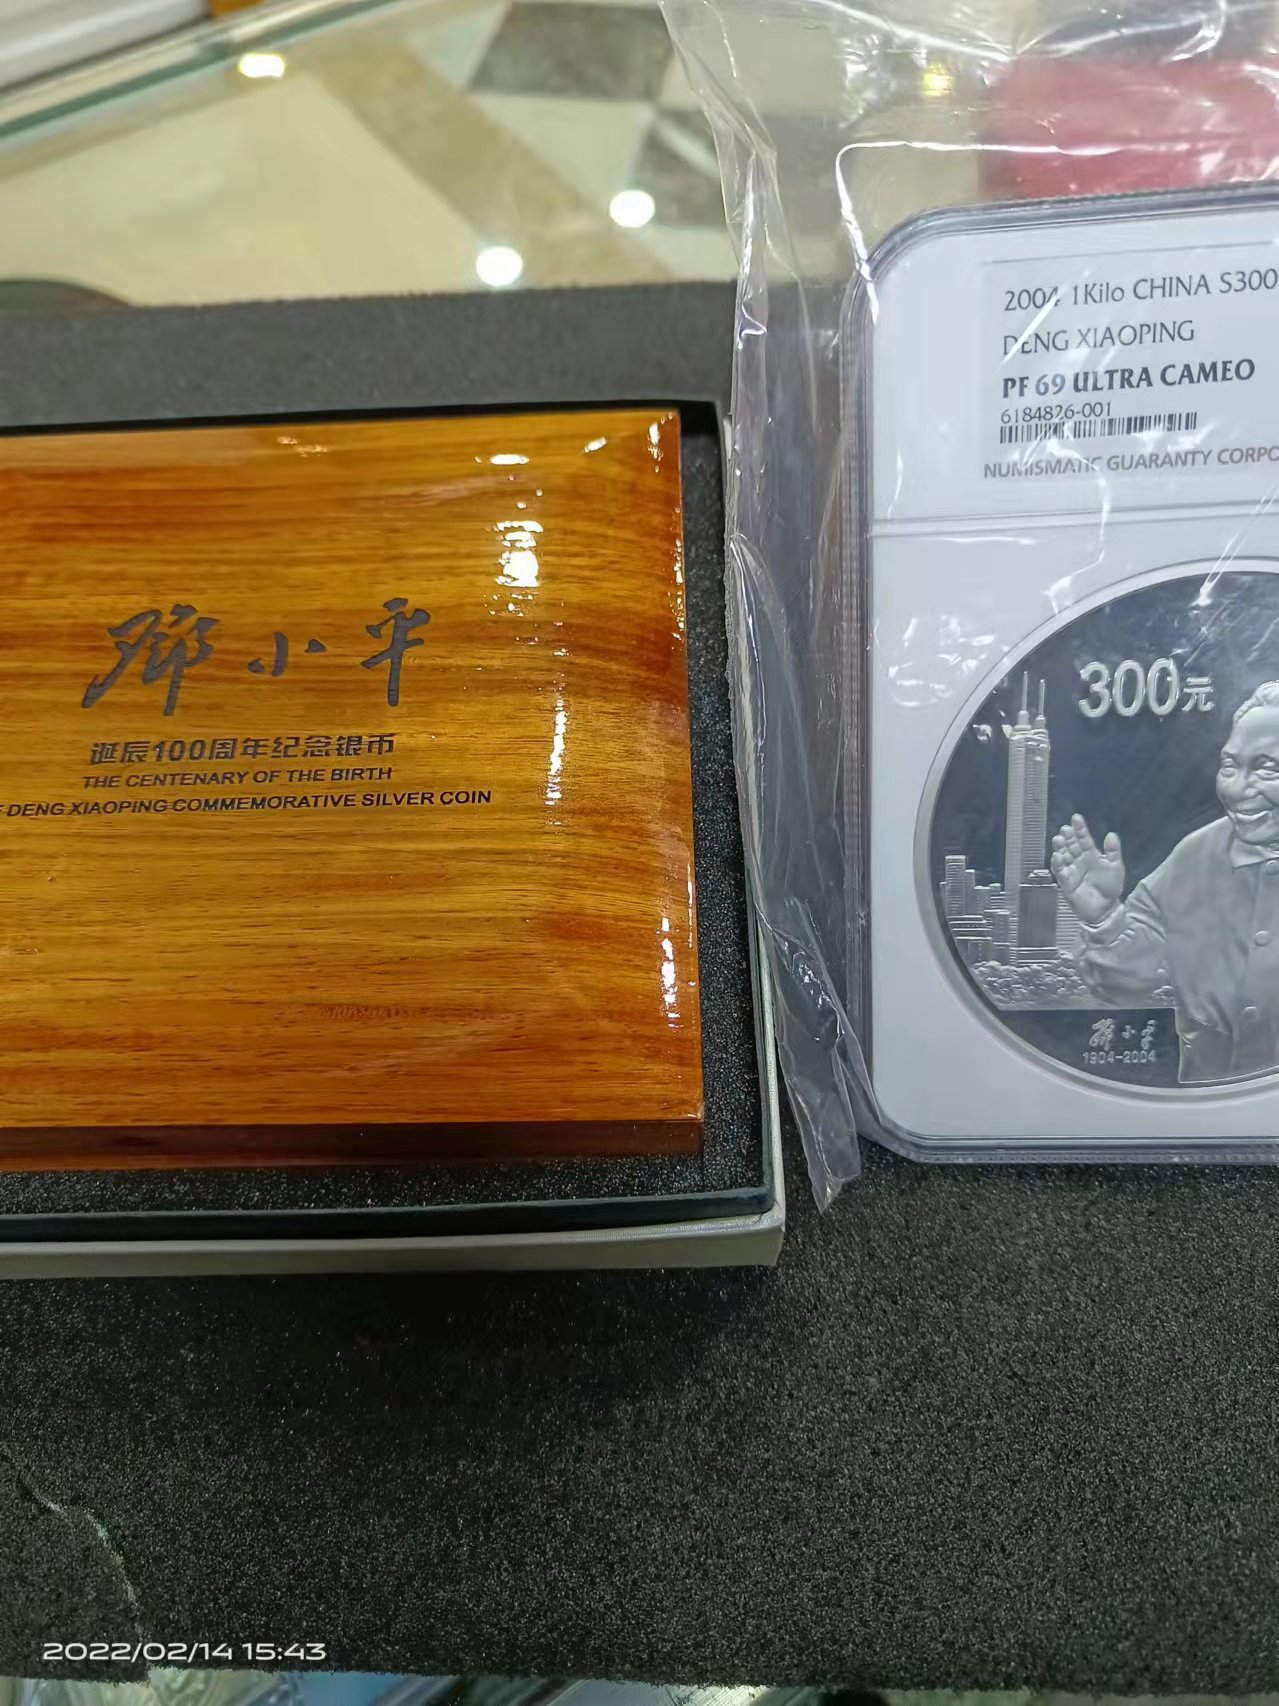 邓小平
诞辰100周年纪念银币
THE CENTENARY OF THE BIRTH
DENG XIAOPING COMMEMORATIVE SILVER COIN
2004 1Kilo CHINA S300
DENG XIAOPING
PF 69 ULTRA CAMEO
6184826-001
NUMISMATIC GUARANTY CORPO
300元
邓小平
1904-2004
2022/02/14 15:43